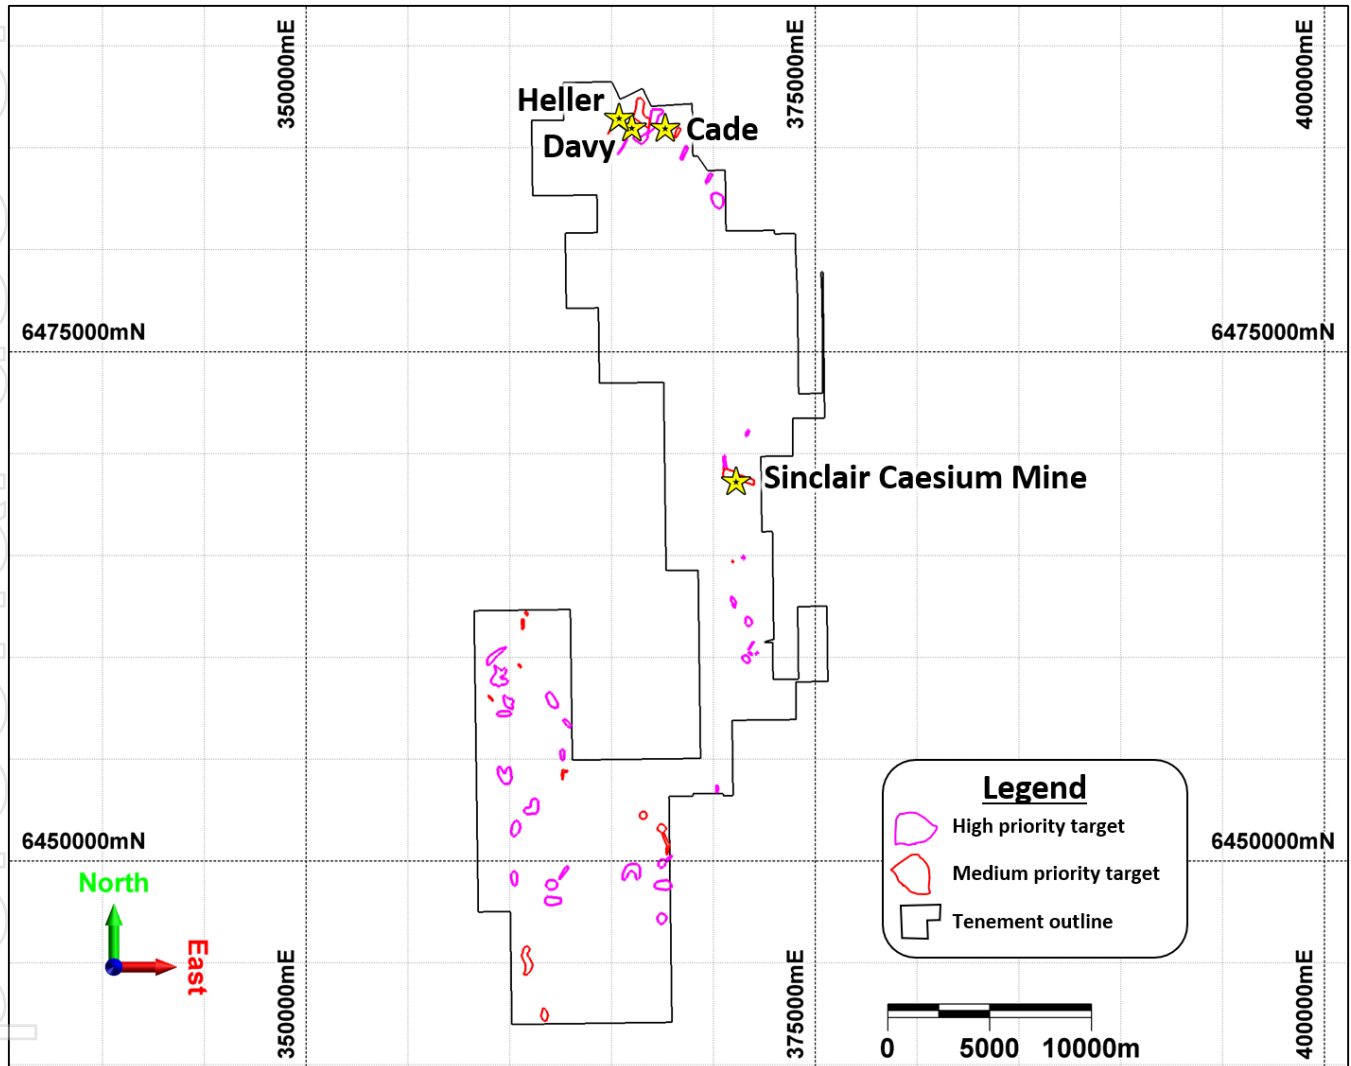 350000mE
375000mE
400000mE
Heller
Cade
Davy
6475000mN
6475000mN
Sinclair Caesium Mine
Legend
High priority target
Medium priority target
Tenement outline
6450000mN
6450000mN
North
East
350000mE
375000mE
400000mE
0 5000 10000m